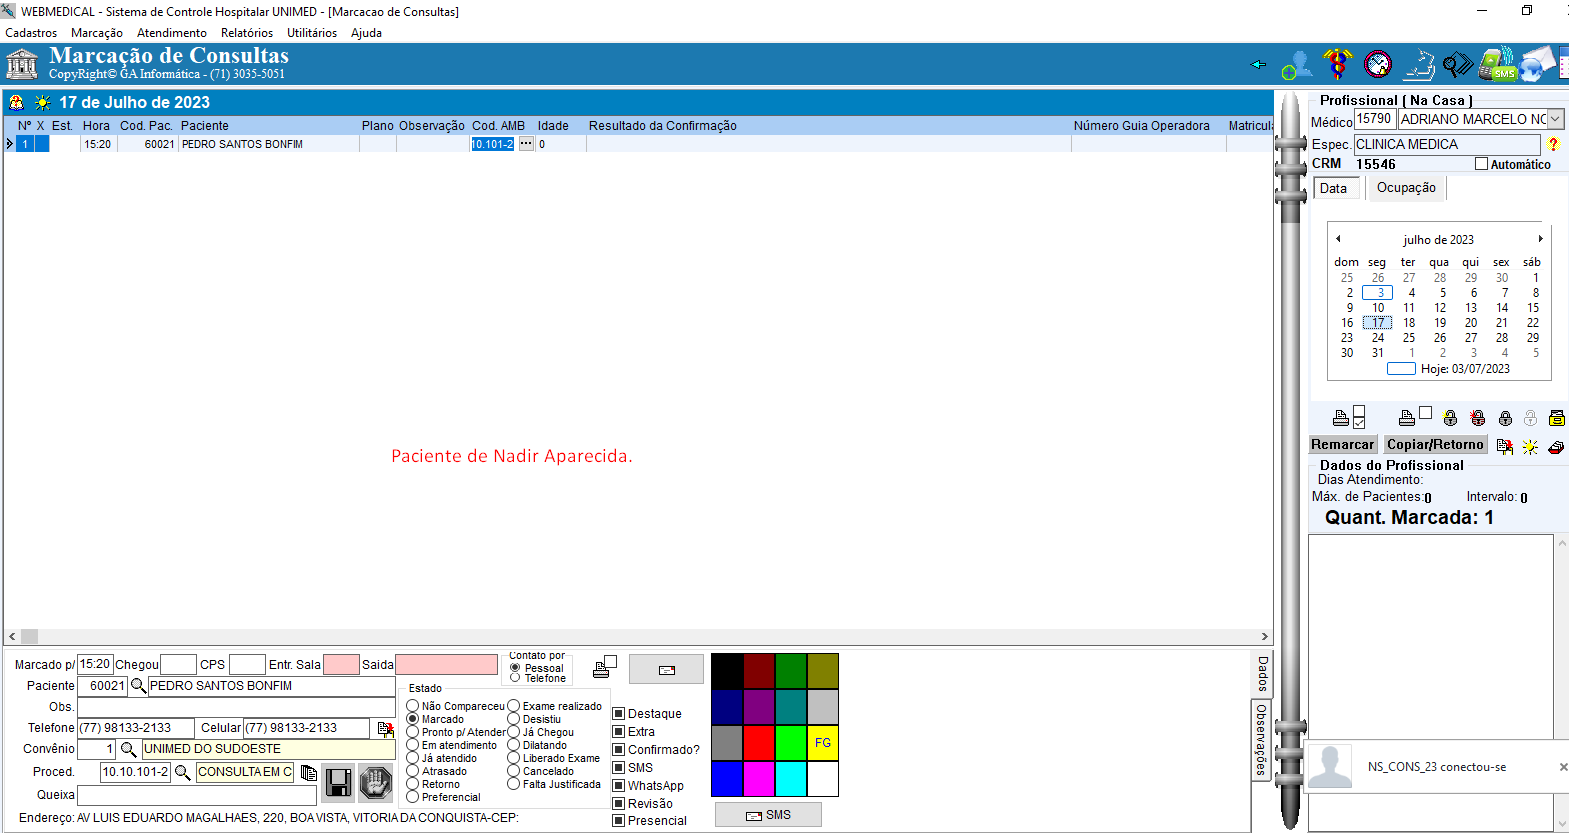 WEBMEDICAL - Sistema de Controle Hospitalar UNIMED - [Marcacao de Consultas]
Cadastros Marcação Atendimento Relatórios Utilitários Ajuda
Marcação de Consultas
CopyRight© GA Informática - (71) 3035-5051
SMS
17 de Julho de 2023
Nº X Est. Hora Cod. Pac. Paciente Plano Observação Cod. AMB Idade Resultado da Confirmação Número Guia Operadora Matricula
1 15:20 60021 PEDRO SANTOS BONFIM 10.101-2 ... 0
Paciente de Nadir Aparecida.
Profissional ( Na Casa )
Médico 15790 ADRIANO MARCELO NO
Espec. CLINICA MEDICA ?
CRM 15546 Automático
Data Ocupação
julho de 2023
dom seg ter qua qui sex sáb
25 26 27 28 29 30 1
2 3 4 5 6 7 8
9 10 11 12 13 14 15
16 17 18 19 20 21 22
23 24 25 26 27 28 29
30 31 1 2 3 4 5
Hoje: 03/07/2023
Remarcar Copiar/Retorno
Dados do Profissional
Dias Atendimento:
Máx. de Pacientes: 0 Intervalo: 0
Quant. Marcada: 1
Marcado p/ 15:20 Chegou CPS Entr. Sala Saida
Paciente 60021 PEDRO SANTOS BONFIM
Obs.
Telefone (77) 98133-2133 Celular (77) 98133-2133
Convênio 1 UNIMED DO SUDOESTE
Proced. 10.10.101-2 CONSULTA EM C
Queixa
Endereço: AV LUIS EDUARDO MAGALHAES, 220, BOA VISTA, VITORIA DA CONQUISTA-CEP:
Contato por
Pessoal
Telefone
Estado
Não Compareceu Exame realizado
Marcado Desistiu
Pronto p/ Atender Já Chegou
Em atendimento Dilatando
Já atendido Liberado Exame
Atrasado Cancelado
Retorno Falta Justificada
Preferencial
Destaque
Extra
Confirmado?
SMS
WhatsApp
Revisão
Presencial
FG
SMS
Dados
Observações
NS_CONS_23 conectou-se